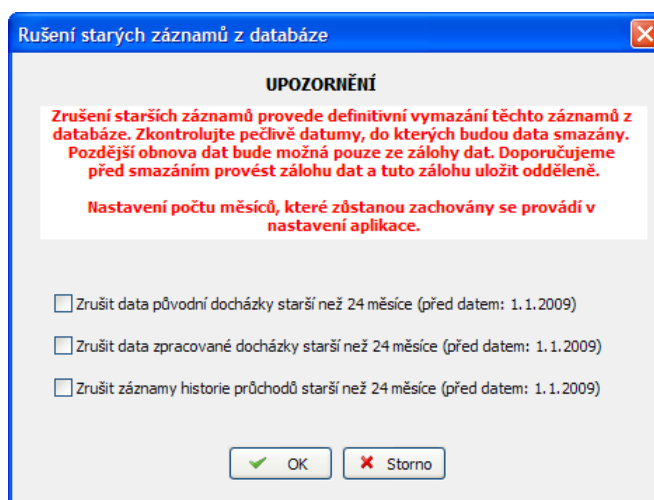 Rušení starých záznamů z databáze
UPOZORNĚNÍ
Zrušení starších záznamů provede definitivní vymazání těchto záznamů z
databáze. Zkontrolujte pečlivě datumy, do kterých budou data smazány.
Pozdější obnova dat bude možná pouze ze zálohy dat. Doporučujeme
před smazáním provést zálohu dat a tuto zálohu uložit odděleně.
Nastavení počtu měsíců, které zůstanou zachovány se provádí v
nastavení aplikace.
Zrušit data původní docházky starší než 24 měsíce (před datem: 1.1.2009)
Zrušit data zpracované docházky starší než 24 měsíce (před datem: 1.1.2009)
Zrušit záznamy historie průchodů starší než 24 měsíce (před datem: 1.1.2009)
OK Storno